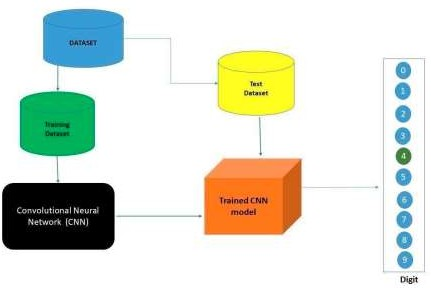 DATASET
Test
Dataset
Training
Dataset
Convolutional Neural
Network (CNN)
Trained CNN
model
0
1
2
3
4
5
6
7
8
9
Digit